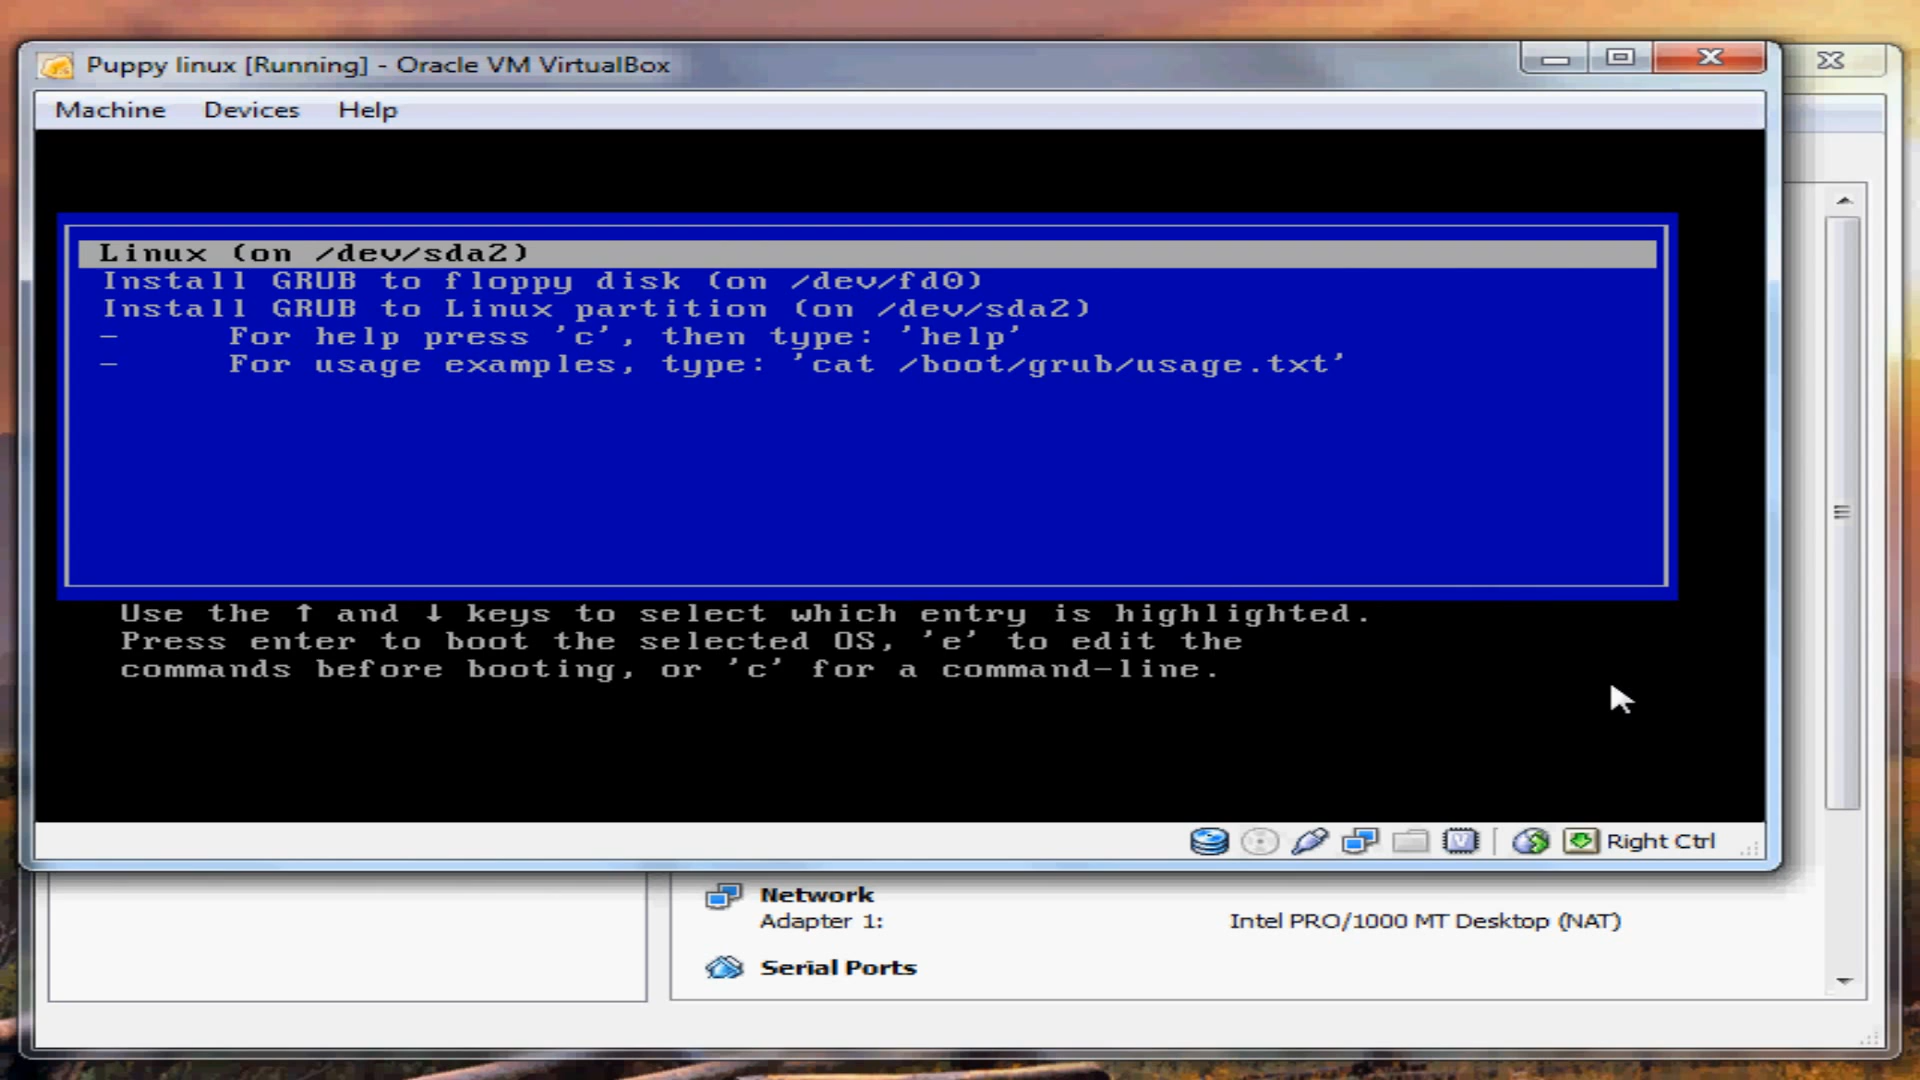 Puppy linux [Running] - Oracle VM VirtualBox
Machine Devices Help
Linux (on /dev/sda2)
Install GRUB to floppy disk (on /dev/fd0)
Install GRUB to Linux partition (on /dev/sda2)
- For help press 'c', then type: 'help'
- For usage examples, type: 'cat /boot/grub/usage.txt'
Use the ↑ and ↓ keys to select which entry is highlighted.
Press enter to boot the selected OS, 'e' to edit the
commands before booting, or 'c' for a command-line.
Right Ctrl
Network
Adapter 1: Intel PRO/1000 MT Desktop (NAT)
Serial Ports